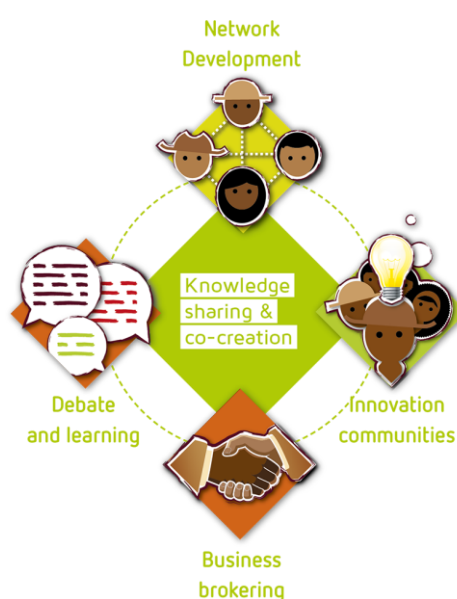 Network
Development
Knowledge
sharing &
co-creation
Debate
and learning
Innovation
communities
Business
brokering